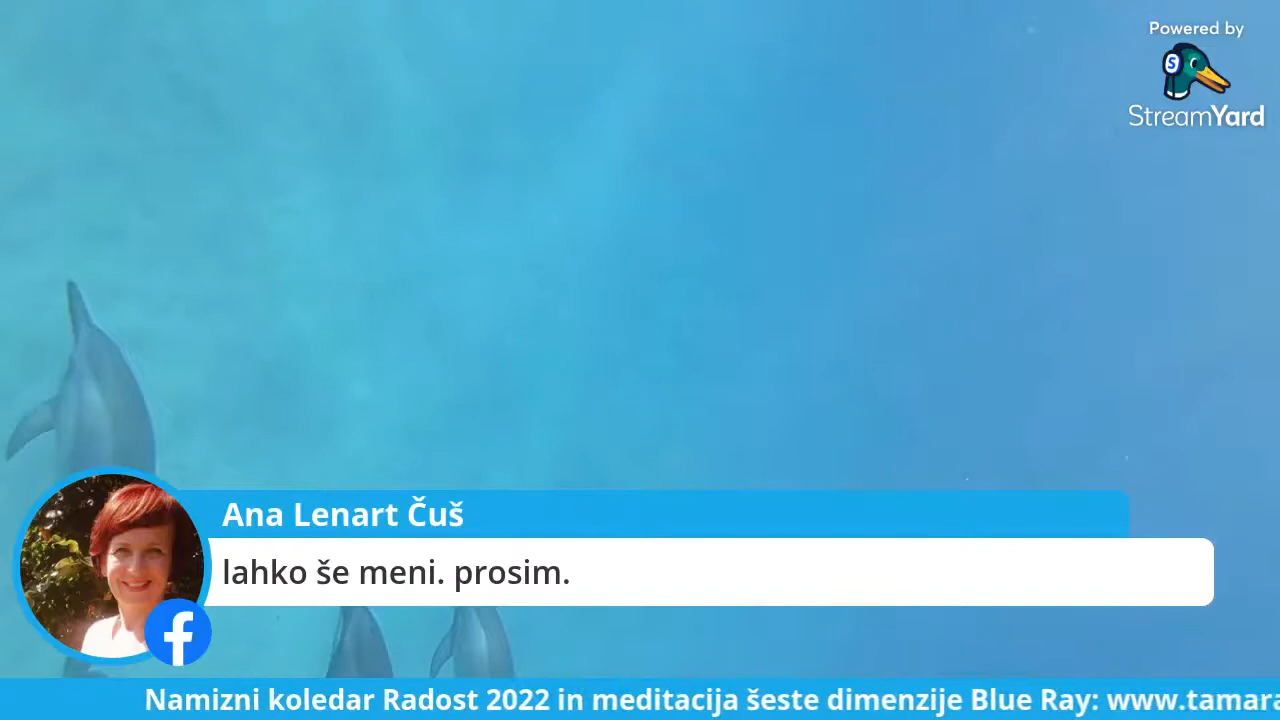 Powered by
StreamYard
Ana Lenart Čuš
lahko še meni. prosim.
Namizni koledar Radost 2022 in meditacija šeste dimenzije Blue Ray: www.tamara